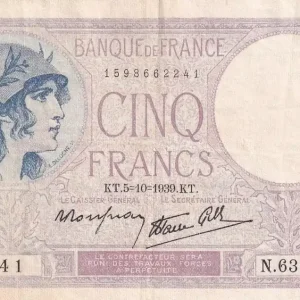 BANQUE DE FRANCE
1598662241
CINQ
FRANCS
KT.5=10=1939.KT.
LE CAISSIER GÉNÉRAL
LE SECRÉTAIRE GÉNÉRAL
41
N.63
LE CONTREFACTEUR SERA
PUNI DES TRAVAUX FORCÉS
A PERPÉTUITÉ